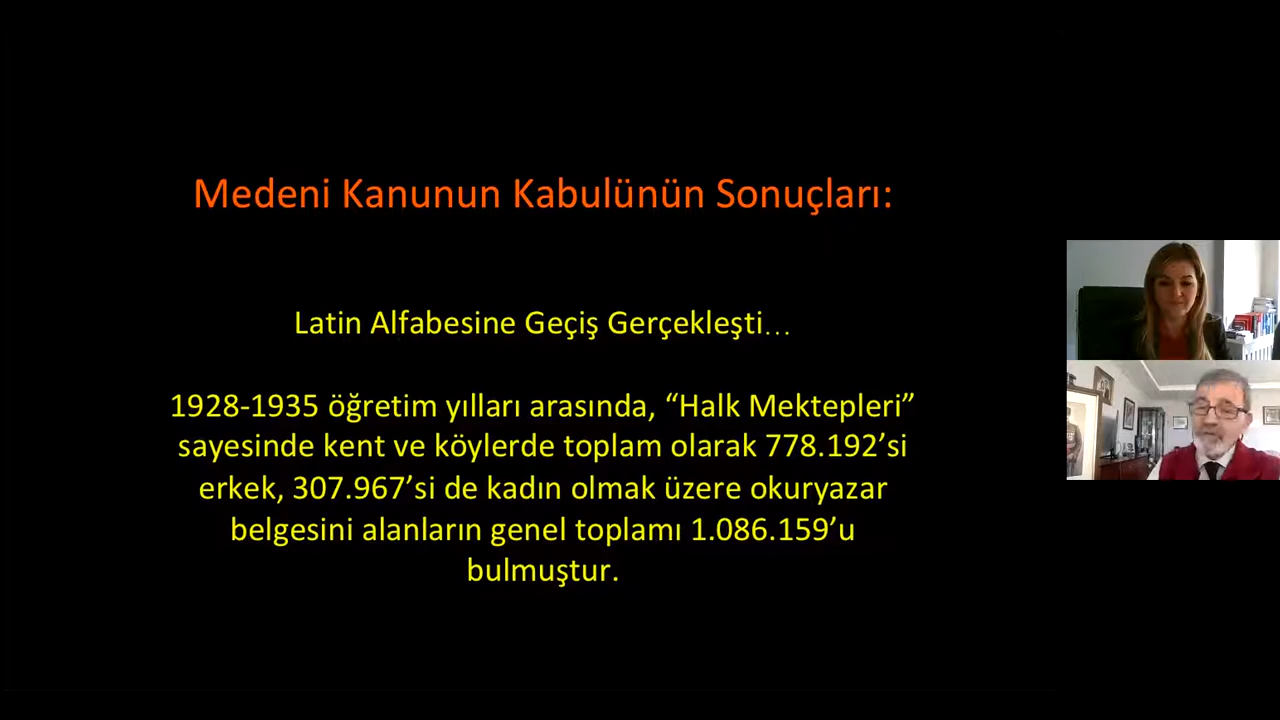 Medeni Kanunun Kabulünün Sonuçları:
Latin Alfabesine Geçiş Gerçekleşti...
1928-1935 öğretim yılları arasında, “Halk Mektepleri”
sayesinde kent ve köylerde toplam olarak 778.192’si
erkek, 307.967’si de kadın olmak üzere okuryazar
belgesini alanların genel toplamı 1.086.159’u
bulmuştur.